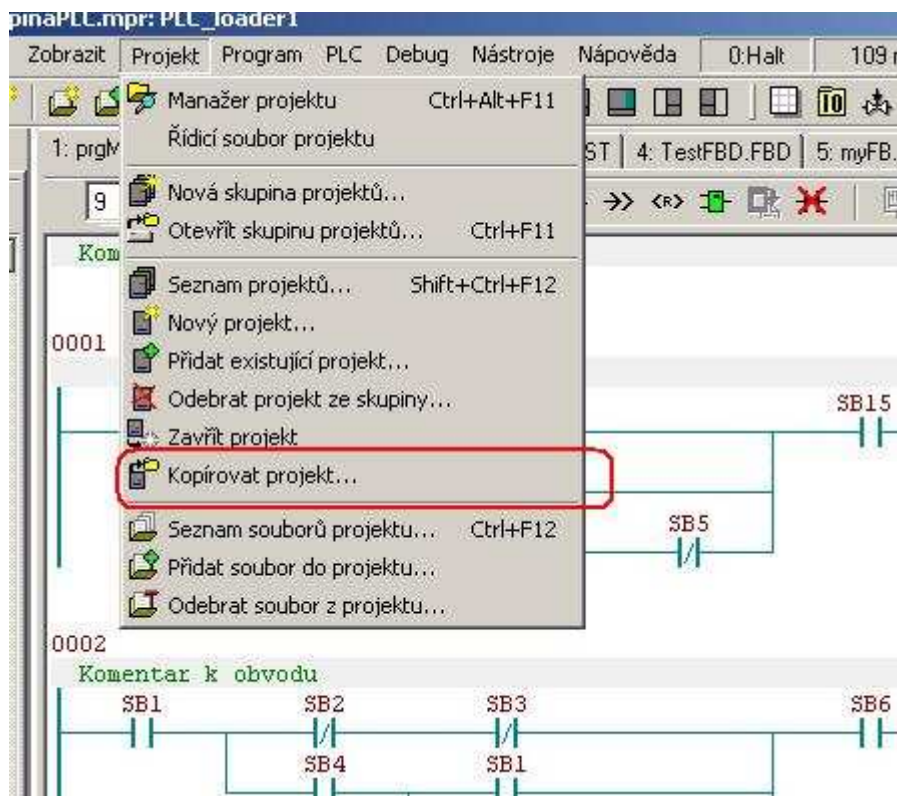 pinaPLC.mpr: PLC_loader1
Zobrazit Projekt Program PLC Debug Nástroje Nápověda 0:Halt 109
Manažer projektu Ctrl+Alt+F11
Řídicí soubor projektu
1: prgM ST 4: TestFBD.FBD 5: myFB.
9
Nová skupina projektů...
Otevřít skupinu projektů... Ctrl+F11
Kom
Seznam projektů... Shift+Ctrl+F12
Nový projekt...
0001
Přidat existující projekt...
Odebrat projekt ze skupiny...
SB15
Zavřít projekt
Kopírovat projekt...
Seznam souborů projektu... Ctrl+F12
SB5
Přidat soubor do projektu...
Odebrat soubor z projektu...
0002
Komentar k obvodu
SB1 SB2 SB3 SB6
SB4 SB1